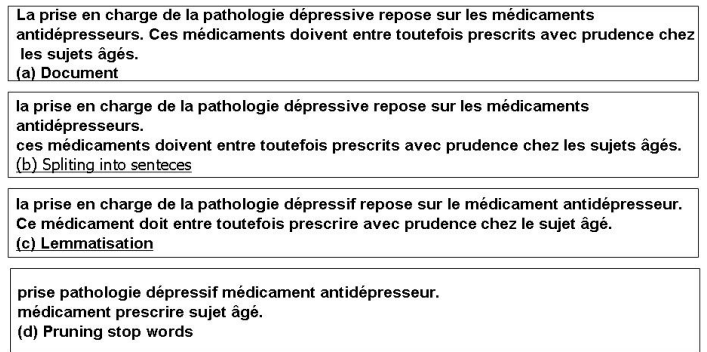 La prise en charge de la pathologie dépressive repose sur les médicaments
antidépresseurs. Ces médicaments doivent entre toutefois prescrits avec prudence chez
les sujets âgés.
(a) Document
la prise en charge de la pathologie dépressive repose sur les médicaments
antidépresseurs.
ces médicaments doivent entre toutefois prescrits avec prudence chez les sujets âgés.
(b) Spliting into senteces
la prise en charge de la pathologie dépressif repose sur le médicament antidépresseur.
Ce médicament doit entre toutefois prescrire avec prudence chez le sujet âgé.
(c) Lemmatisation
prise pathologie dépressif médicament antidépresseur.
médicament prescrire sujet âgé.
(d) Pruning stop words